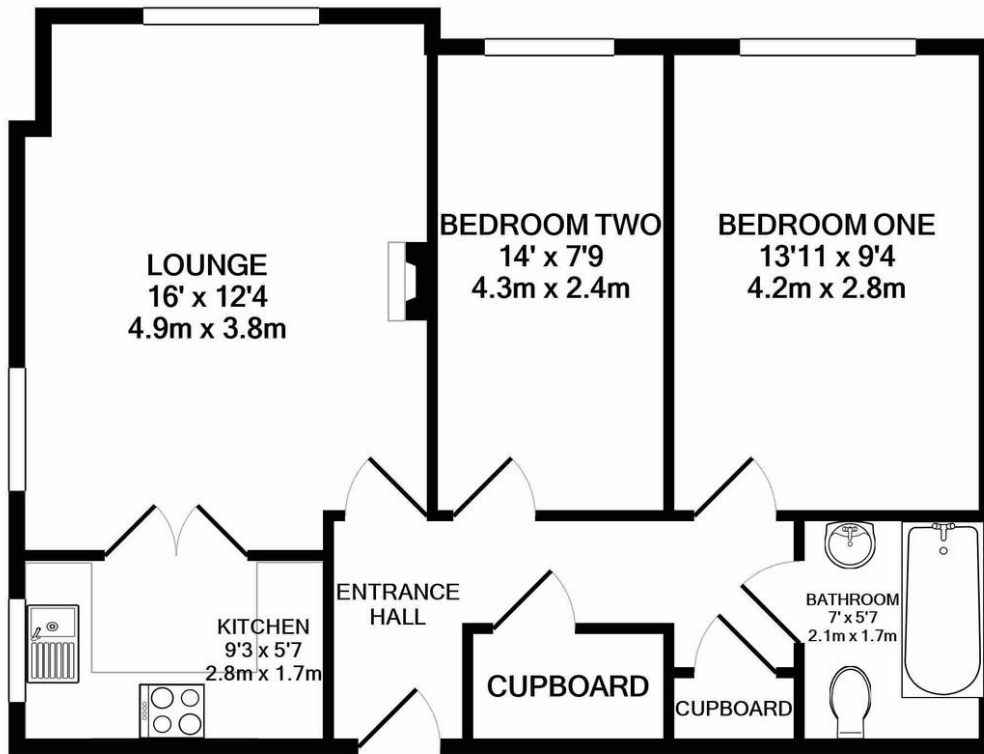 LOUNGE
16' x 12'4
4.9m x 3.8m
BEDROOM TWO
14' x 7'9
4.3m x 2.4m
BEDROOM ONE
13'11 x 9'4
4.2m x 2.8m
KITCHEN
9'3 x 5'7
2.8m x 1.7m
ENTRANCE
HALL
CUPBOARD
CUPBOARD
BATHROOM
7' x 5'7
2.1m x 1.7m